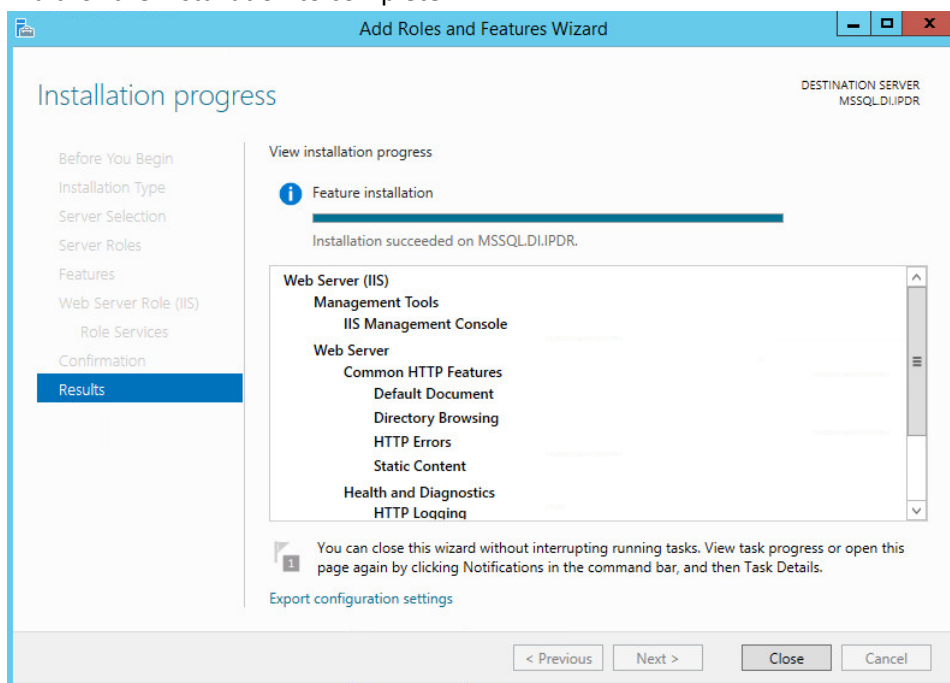 Add Roles and Features Wizard
Installation progress
DESTINATION SERVER
MSSQL.DI.IPDR
Before You Begin
Installation Type
Server Selection
Server Roles
Features
Web Server Role (IIS)
Role Services
Confirmation
Results
View installation progress
Feature installation
Installation succeeded on MSSQL.DI.IPDR.
Web Server (IIS)
Management Tools
IIS Management Console
Web Server
Common HTTP Features
Default Document
Directory Browsing
HTTP Errors
Static Content
Health and Diagnostics
HTTP Logging
1
You can close this wizard without interrupting running tasks. View task progress or open this
page again by clicking Notifications in the command bar, and then Task Details.
Export configuration settings
< Previous
Next >
Close
Cancel